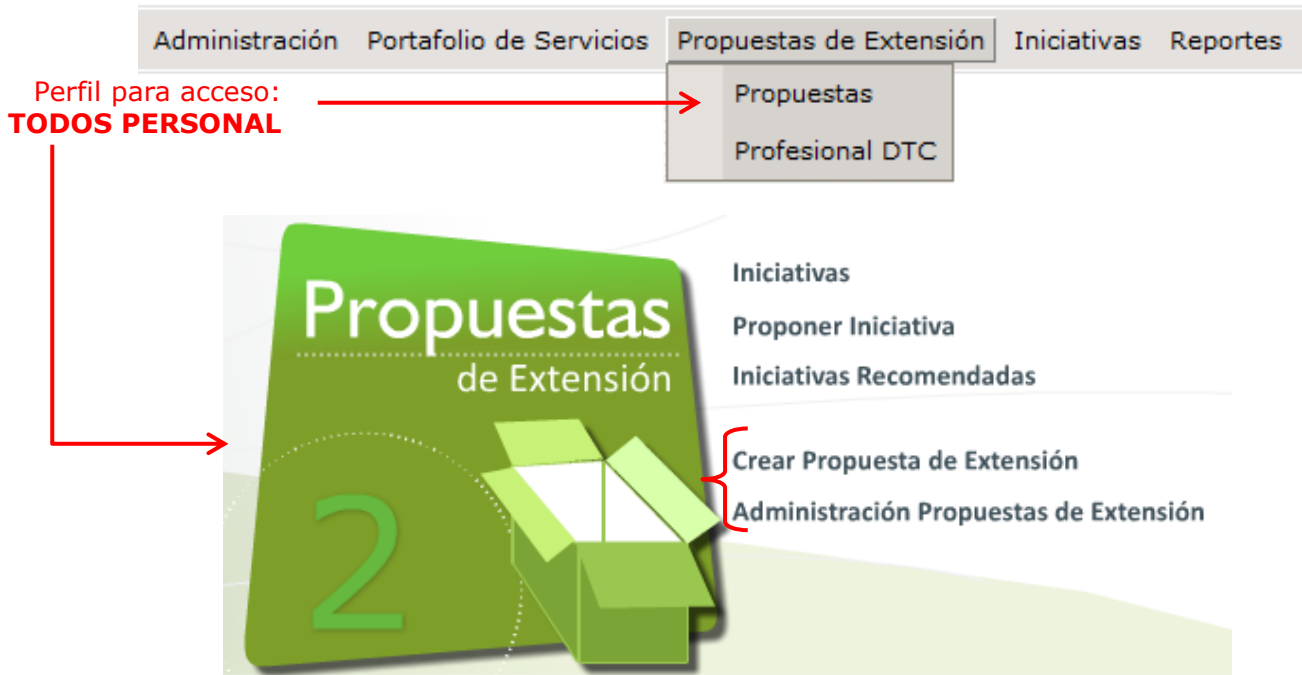 Administración Portafolio de Servicios Propuestas de Extensión Iniciativas Reportes
Propuestas
Profesional DTC
Perfil para acceso:
TODOS PERSONAL
Propuestas
de Extensión
2
Iniciativas
Proponer Iniciativa
Iniciativas Recomendadas
Crear Propuesta de Extensión
Administración Propuestas de Extensión